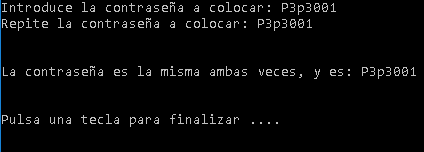 Introduce la contraseña a colocar: P3p3001
Repite la contraseña a colocar: P3p3001
La contraseña es la misma ambas veces, y es: P3p3001
Pulsa una tecla para finalizar ....